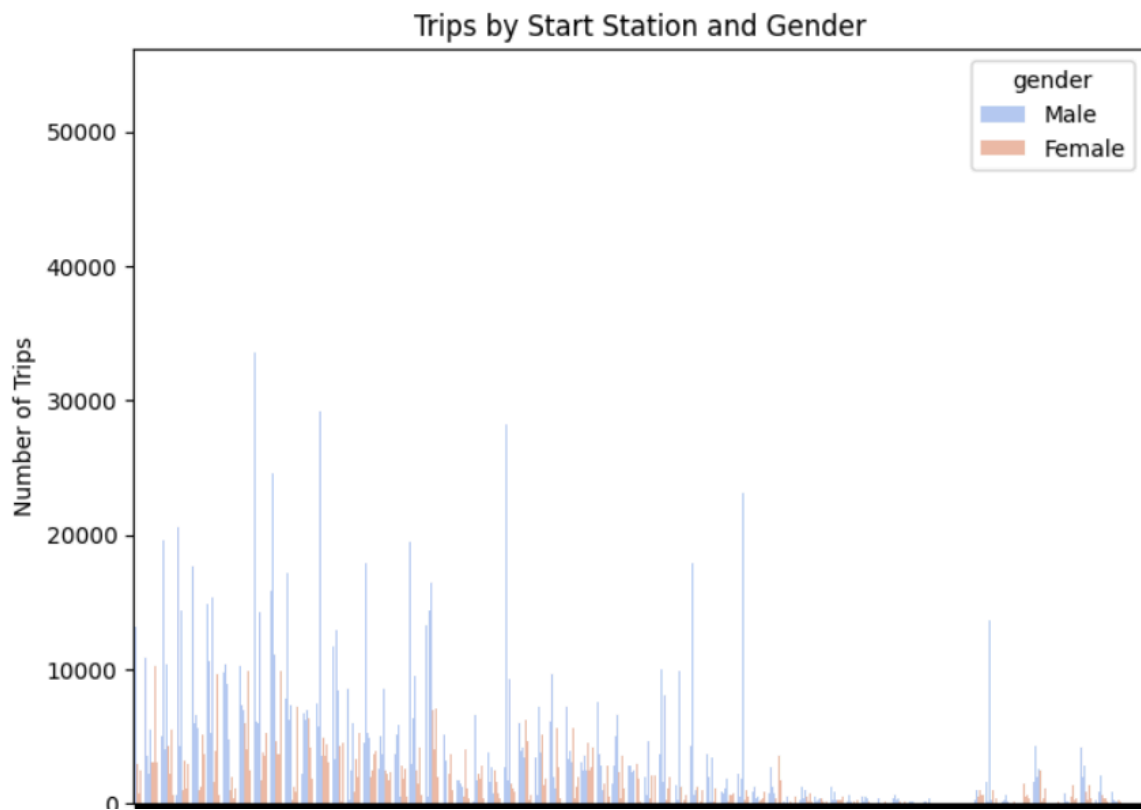 Trips by Start Station and Gender
gender
Male
Female
50000
40000
30000
20000
10000
0
Number of Trips